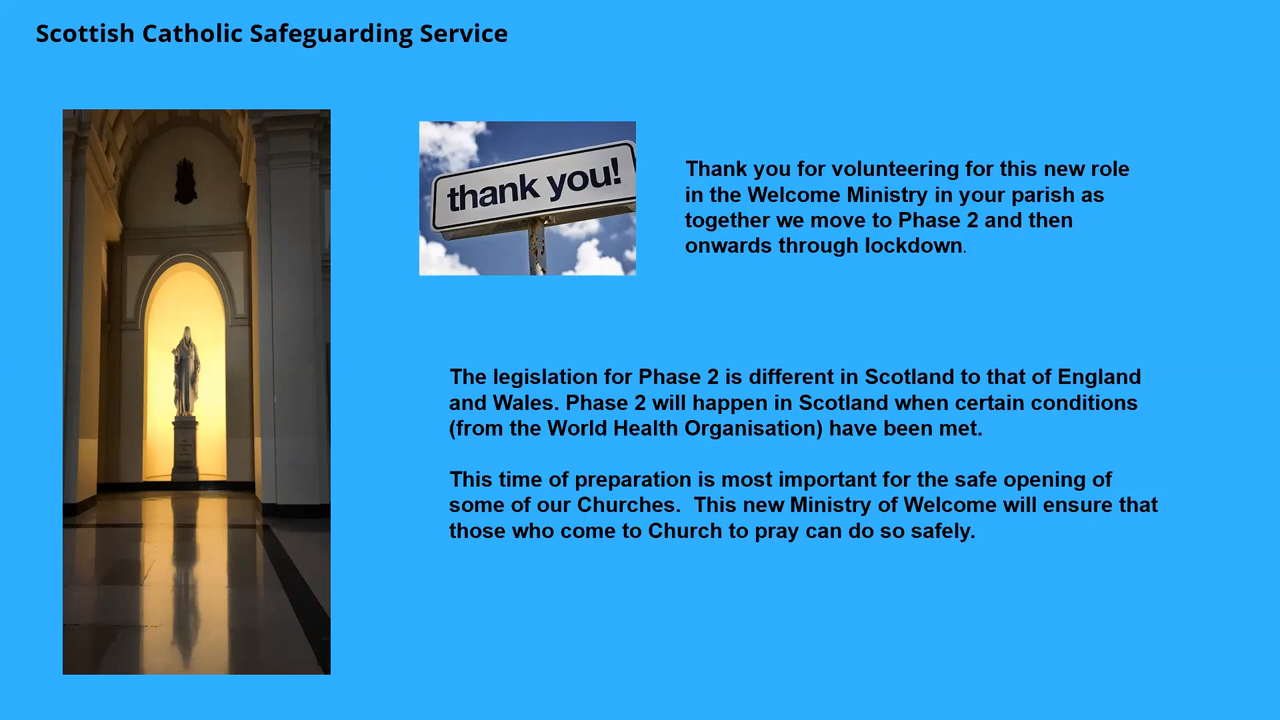 Scottish Catholic Safeguarding Service
thank you!
Thank you for volunteering for this new role
in the Welcome Ministry in your parish as
together we move to Phase 2 and then
onwards through lockdown.
The legislation for Phase 2 is different in Scotland to that of England
and Wales. Phase 2 will happen in Scotland when certain conditions
(from the World Health Organisation) have been met.
This time of preparation is most important for the safe opening of
some of our Churches.  This new Ministry of Welcome will ensure that
those who come to Church to pray can do so safely.